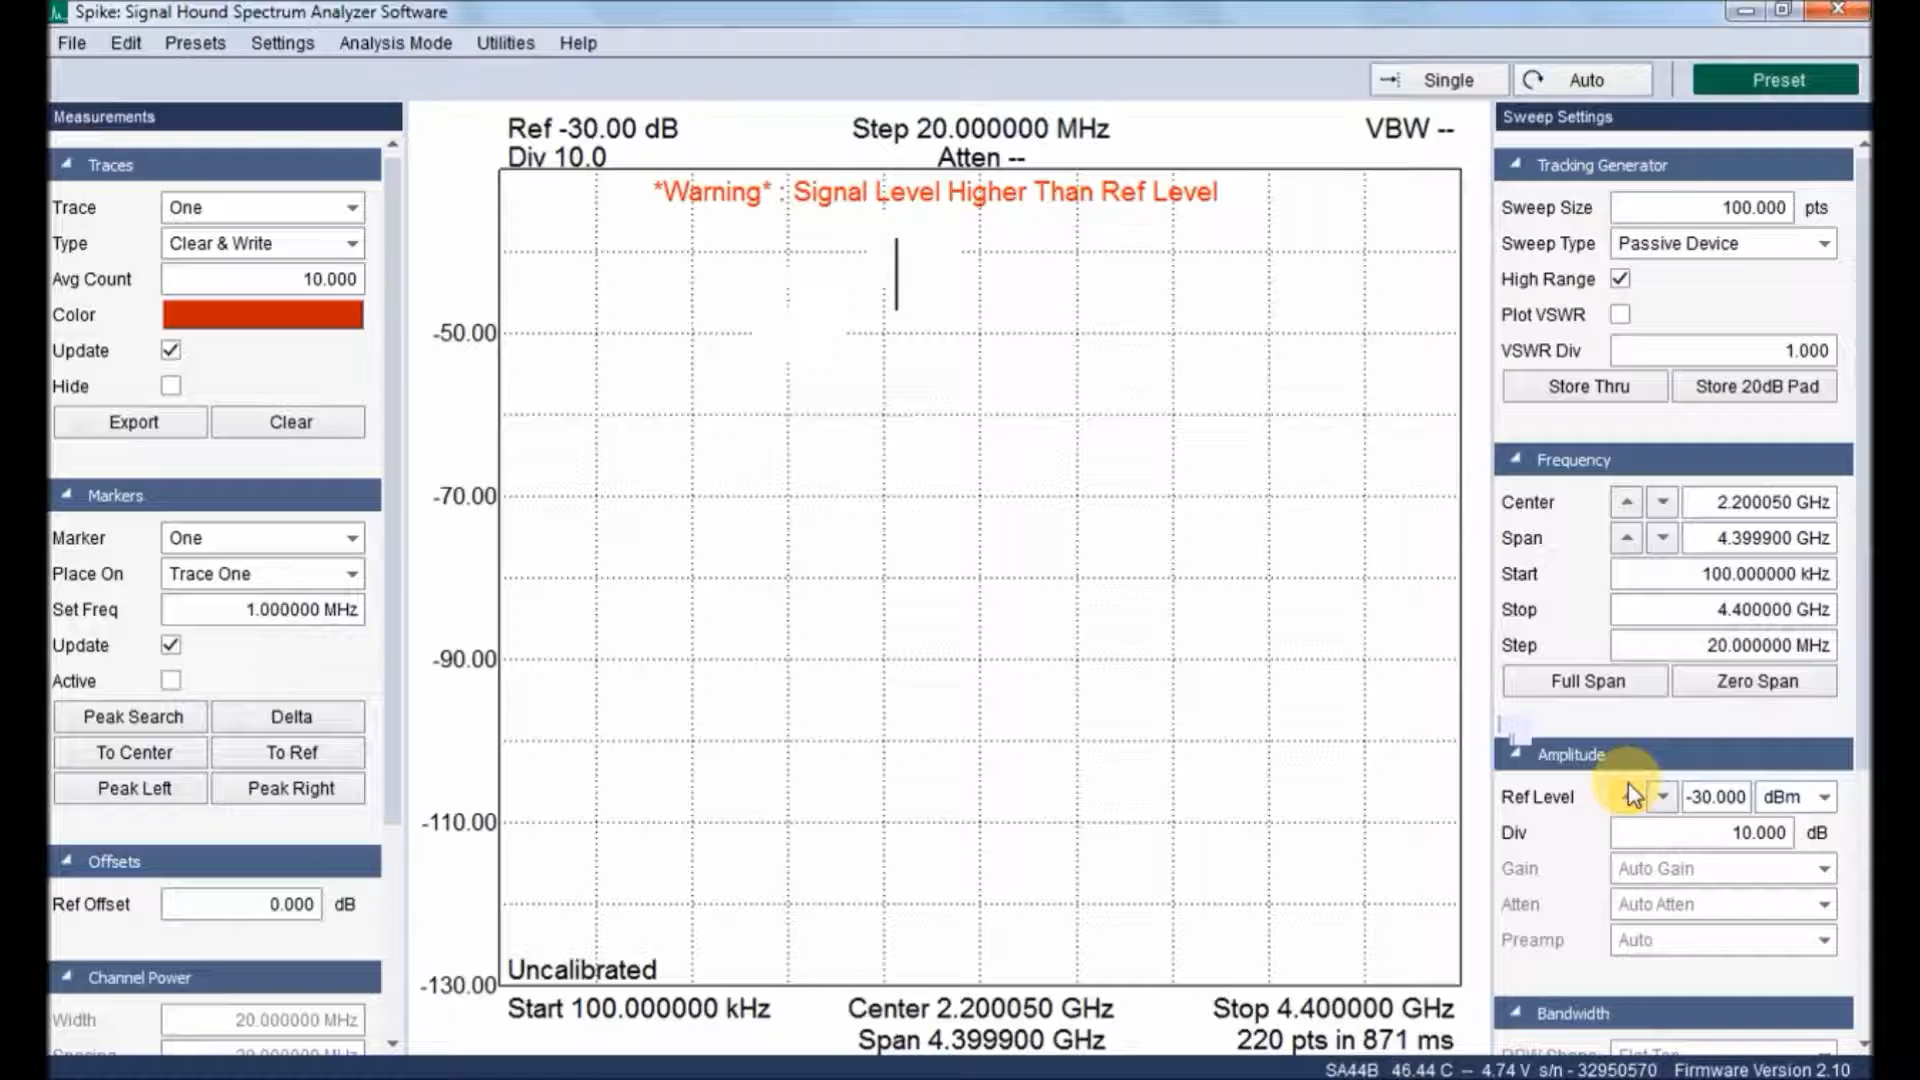 Spike: Signal Hound Spectrum Analyzer Software
File Edit Presets Settings Analysis Mode Utilities Help
Single Auto Preset
Measurements
Traces
Trace One
Type Clear & Write
Avg Count 10.000
Color
Update
Hide
Export Clear
Markers
Marker One
Place On Trace One
Set Freq 1.000000 MHz
Update
Active
Peak Search Delta
To Center To Ref
Peak Left Peak Right
Offsets
Ref Offset 0.000 dB
Channel Power
Width 20.000000 MHz
Ref -30.00 dB Step 20.000000 MHz VBW --
Div 10.0 Atten --
*Warning* : Signal Level Higher Than Ref Level
-50.00
-70.00
-90.00
-110.00
-130.00
Uncalibrated
Start 100.000000 kHz Center 2.200050 GHz Stop 4.400000 GHz
Span 4.399900 GHz 220 pts in 871 ms
Sweep Settings
Tracking Generator
Sweep Size 100.000 pts
Sweep Type Passive Device
High Range
Plot VSWR
VSWR Div 1.000
Store Thru Store 20dB Pad
Frequency
Center 2.200050 GHz
Span 4.399900 GHz
Start 100.000000 kHz
Stop 4.400000 GHz
Step 20.000000 MHz
Full Span Zero Span
Amplitude
Ref Level -30.000 dBm
Div 10.000 dB
Gain Auto Gain
Atten Auto Atten
Preamp Auto
Bandwidth
SA44B 46.44 C -- 4.74 V s/n - 32950570 Firmware Version 2.10